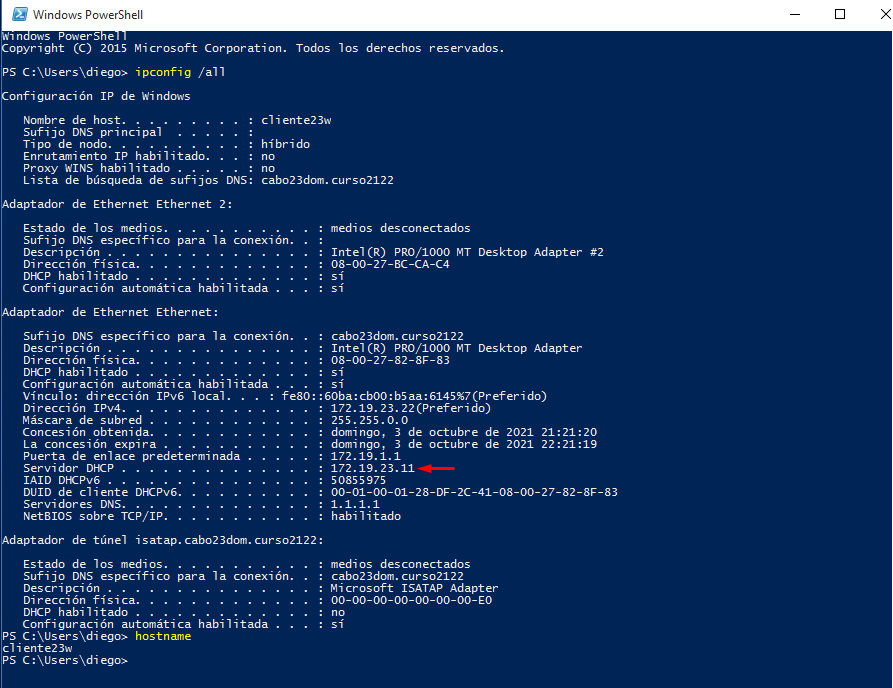 Windows PowerShell
Windows PowerShell
Copyright (C) 2015 Microsoft Corporation. Todos los derechos reservados.
PS C:\Users\diego> ipconfig /all
Configuración IP de Windows
Nombre de host. . . . . . . . . : cliente23w
Sufijo DNS principal  . . . . . :
Tipo de nodo. . . . . . . . . . : híbrido
Enrutamiento IP habilitado. . . : no
Proxy WINS habilitado . . . . . : no
Lista de búsqueda de sufijos DNS: cabo23dom.curso2122
Adaptador de Ethernet Ethernet 2:
Estado de los medios. . . . . . . . . . . : medios desconectados
Sufijo DNS específico para la conexión. . :
Descripción . . . . . . . . . . . . . . . : Intel(R) PRO/1000 MT Desktop Adapter #2
Dirección física. . . . . . . . . . . . . : 08-00-27-BC-CA-C4
DHCP habilitado . . . . . . . . . . . . . : sí
Configuración automática habilitada . . . : sí
Adaptador de Ethernet Ethernet:
Sufijo DNS específico para la conexión. . : cabo23dom.curso2122
Descripción . . . . . . . . . . . . . . . : Intel(R) PRO/1000 MT Desktop Adapter
Dirección física. . . . . . . . . . . . . : 08-00-27-82-8F-83
DHCP habilitado . . . . . . . . . . . . . : sí
Configuración automática habilitada . . . : sí
Vínculo: dirección IPv6 local. . . : fe80::60ba:cb00:b5aa:6145%7(Preferido)
Dirección IPv4. . . . . . . . . . . . . . : 172.19.23.22(Preferido)
Máscara de subred . . . . . . . . . . . . : 255.255.0.0
Concesión obtenida. . . . . . . . . . . . : domingo, 3 de octubre de 2021 21:21:20
La concesión expira . . . . . . . . . . . : domingo, 3 de octubre de 2021 22:21:19
Puerta de enlace predeterminada . . . . . : 172.19.1.1
Servidor DHCP . . . . . . . . . . . . . . : 172.19.23.11
IAID DHCPv6 . . . . . . . . . . . . . . . : 50855975
DUID de cliente DHCPv6. . . . . . . . . . : 00-01-00-01-28-DF-2C-41-08-00-27-82-8F-83
Servidores DNS. . . . . . . . . . . . . . : 1.1.1.1
NetBIOS sobre TCP/IP. . . . . . . . . . . : habilitado
Adaptador de túnel isatap.cabo23dom.curso2122:
Estado de los medios. . . . . . . . . . . : medios desconectados
Sufijo DNS específico para la conexión. . : cabo23dom.curso2122
Descripción . . . . . . . . . . . . . . . : Microsoft ISATAP Adapter
Dirección física. . . . . . . . . . . . . : 00-00-00-00-00-00-00-E0
DHCP habilitado . . . . . . . . . . . . . : no
Configuración automática habilitada . . . : sí
PS C:\Users\diego> hostname
cliente23w
PS C:\Users\diego>